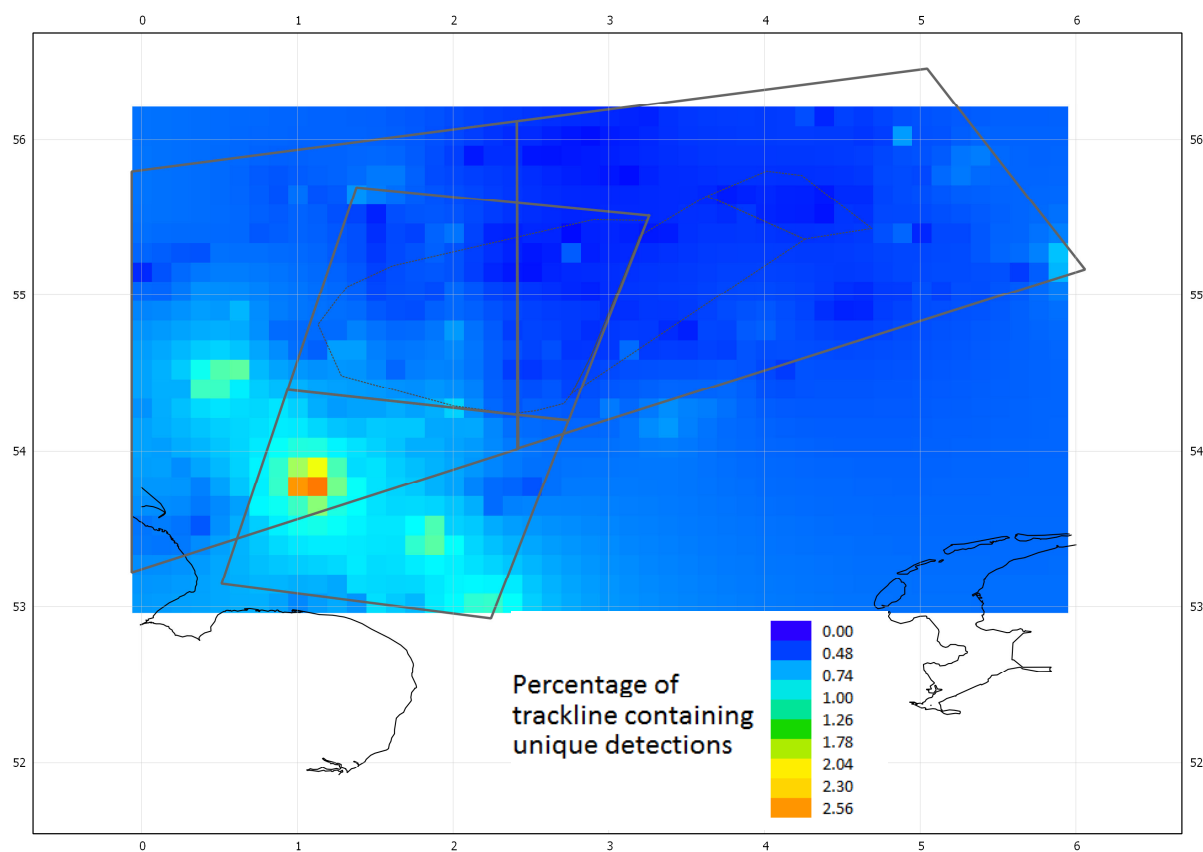 0 1 2 3 4 5 6
56 56
55 55
54 54
53 53
0.00
0.48
Percentage of 0.74
trackline containing 1.00
unique detections 1.26
1.78
52 2.04 52
2.30
2.56
0 1 2 3 4 5 6